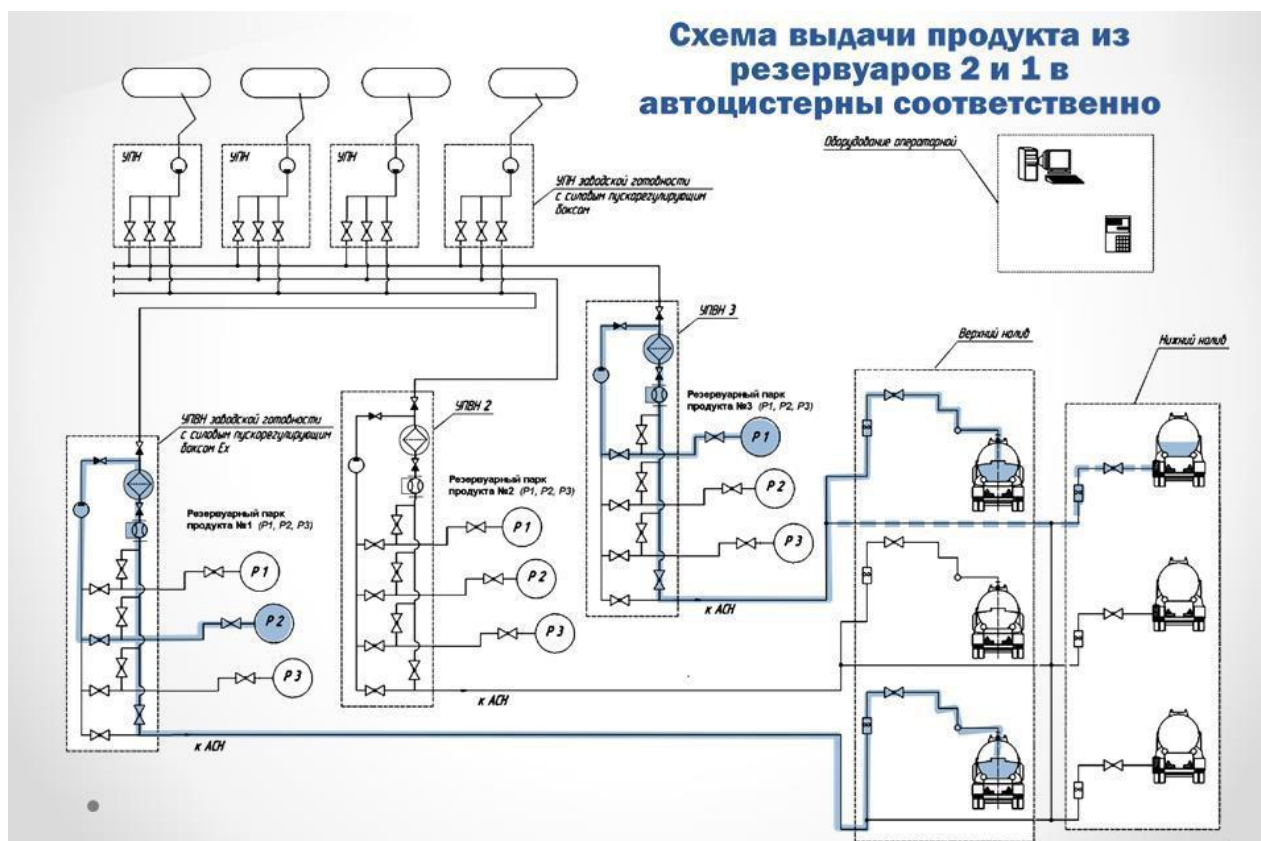 Схема выдачи продукта из
резервуаров 2 и 1 в
автоцистерны соответственно
Оборудование операторной
УПН
УПН
УПН
УПН заводской готовности
с силовым пускорегулирующим
боксом
УПВН 3
Верхний налив
Нижний налив
Резервуарный парк
продукта №3 (Р1, Р2, Р3)
Р 1
Р 2
Р 3
к АСН
УПВН 2
Резервуарный парк
продукта №2 (Р1, Р2, Р3)
Р 1
Р 2
Р 3
к АСН
УПВН заводской готовности
с силовым пускорегулирующим
боксом Ех
Резервуарный парк
продукта №1 (Р1, Р2, Р3)
Р 1
Р 2
Р 3
к АСН